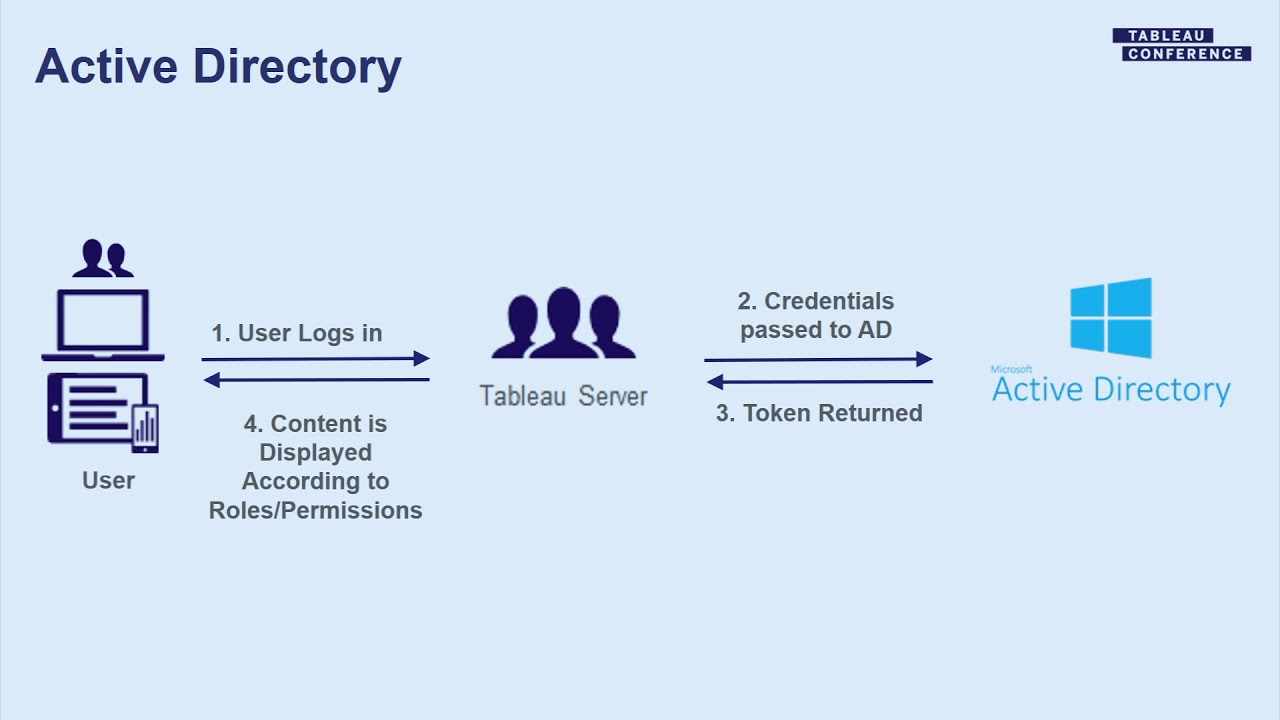 Active Directory
TABLEAU
CONFERENCE
1. User Logs in
4. Content is
Displayed
According to
Roles/Permissions
User
Tableau Server
2. Credentials
passed to AD
3. Token Returned
Microsoft
Active Directory